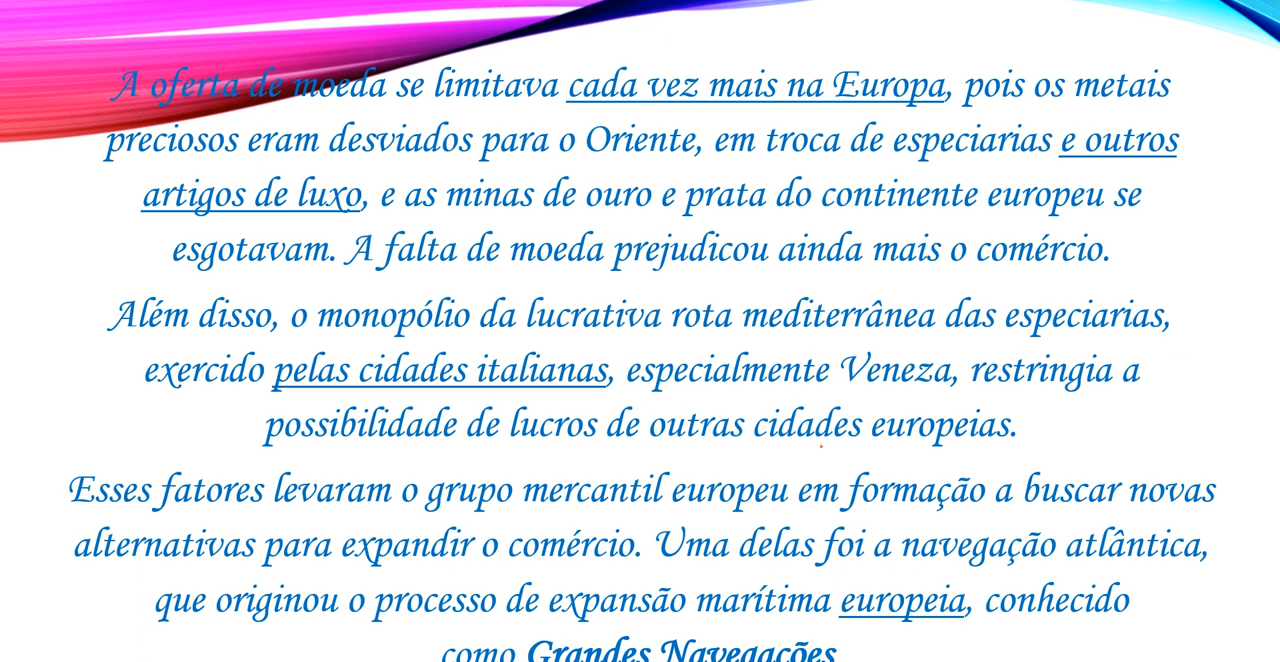 A oferta de moeda se limitava cada vez mais na Europa, pois os metais
preciosos eram desviados para o Oriente, em troca de especiarias e outros
artigos de luxo, e as minas de ouro e prata do continente europeu se
esgotavam. A falta de moeda prejudicou ainda mais o comércio.
Além disso, o monopólio da lucrativa rota mediterrânea das especiarias,
exercido pelas cidades italianas, especialmente Veneza, restringia a
possibilidade de lucros de outras cidades europeias.
Esses fatores levaram o grupo mercantil europeu em formação a buscar novas
alternativas para expandir o comércio. Uma delas foi a navegação atlântica,
que originou o processo de expansão marítima europeia, conhecido
como Grandes Navegações